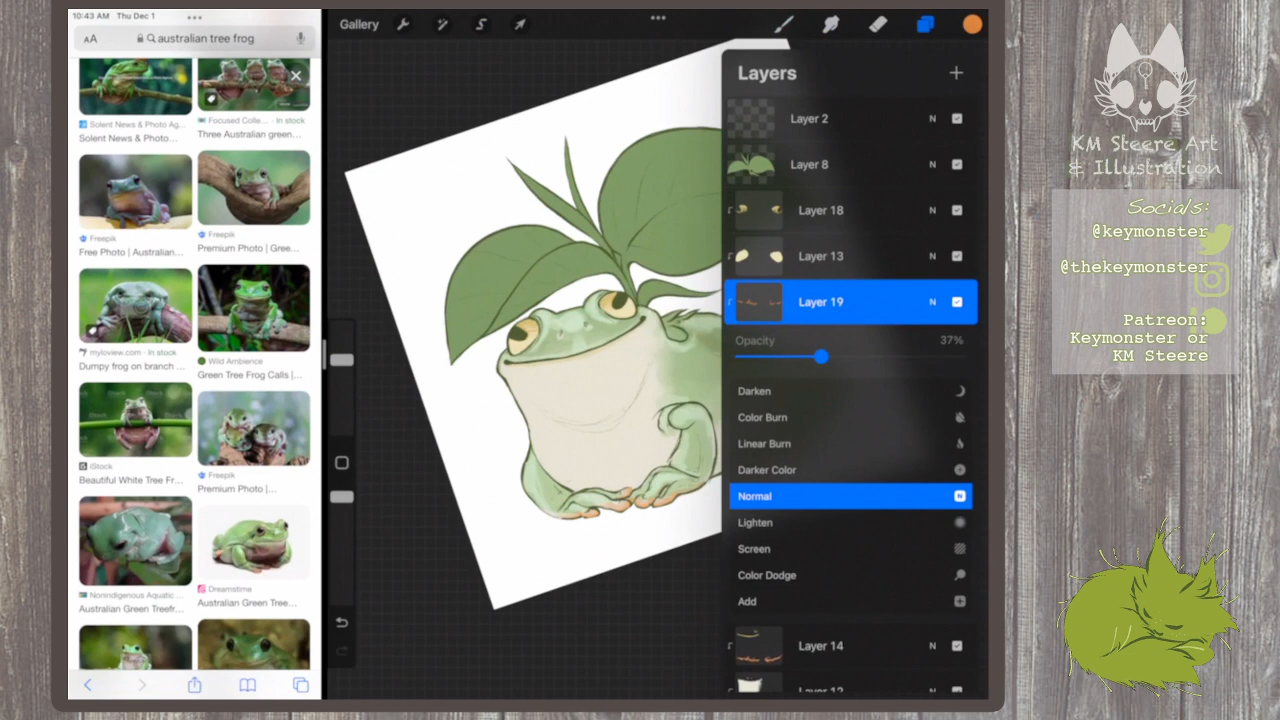 10:43 AM Thu Dec 1
AA australian tree frog
Solent News & Photo Ag...
Solent News & Photo...
Focused Colle... · In stock
Three Australian green...
Freepik
Free Photo | Australian...
Freepik
Premium Photo | Gree...
myloview.com · In stock
Dumpy frog on branch ...
Wild Ambience
Green Tree Frog Calls |...
iStock
Beautiful White Tree Fr...
Freepik
Premium Photo |...
Nonindigenous Aquatic ...
Australian Green Treefr...
Dreamstime
Australian Green Tree...
Gallery
S
Layers
Layer 2 N
Layer 8 N
Layer 18 N
Layer 13 N
Layer 19 N
Opacity 37%
Darken
Color Burn
Linear Burn
Darker Color
Normal N
Lighten
Screen
Color Dodge
Add
Layer 14 N
Layer 12 N
KM Steere Art
& Illustration
Socials:
@keymonster
@thekeymonster
Patreon:
Keymonster or
KM Steere